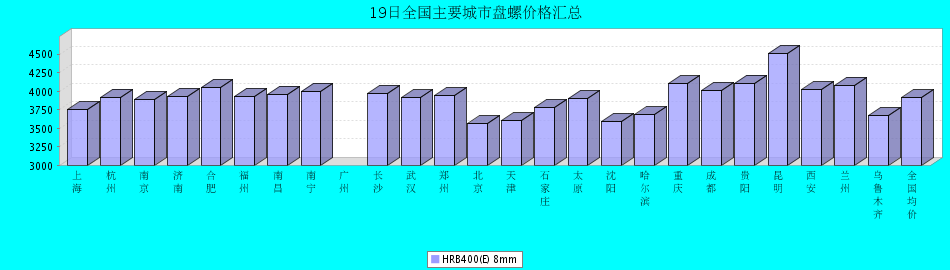 19日全国主要城市盘螺价格汇总
4500
4250
4000
3750
3500
3250
3000
上海
杭州
南京
济南
合肥
福州
南昌
南宁
广州
长沙
武汉
郑州
北京
天津
石家庄
太原
沈阳
哈尔滨
重庆
成都
贵阳
昆明
西安
兰州
乌鲁木齐
全国均价
HRB400(E) 8mm